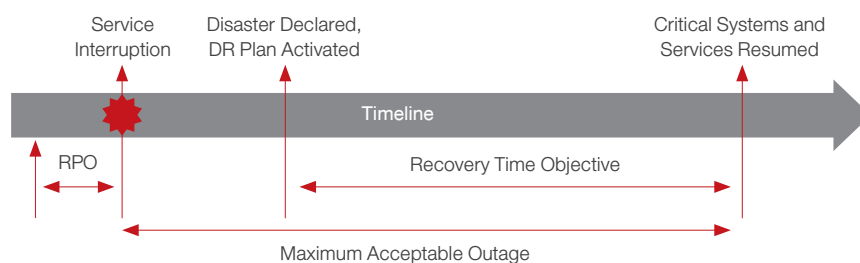 Service
Interruption
Disaster Declared,
DR Plan Activated
Critical Systems and
Services Resumed
Timeline
RPO
Recovery Time Objective
Maximum Acceptable Outage